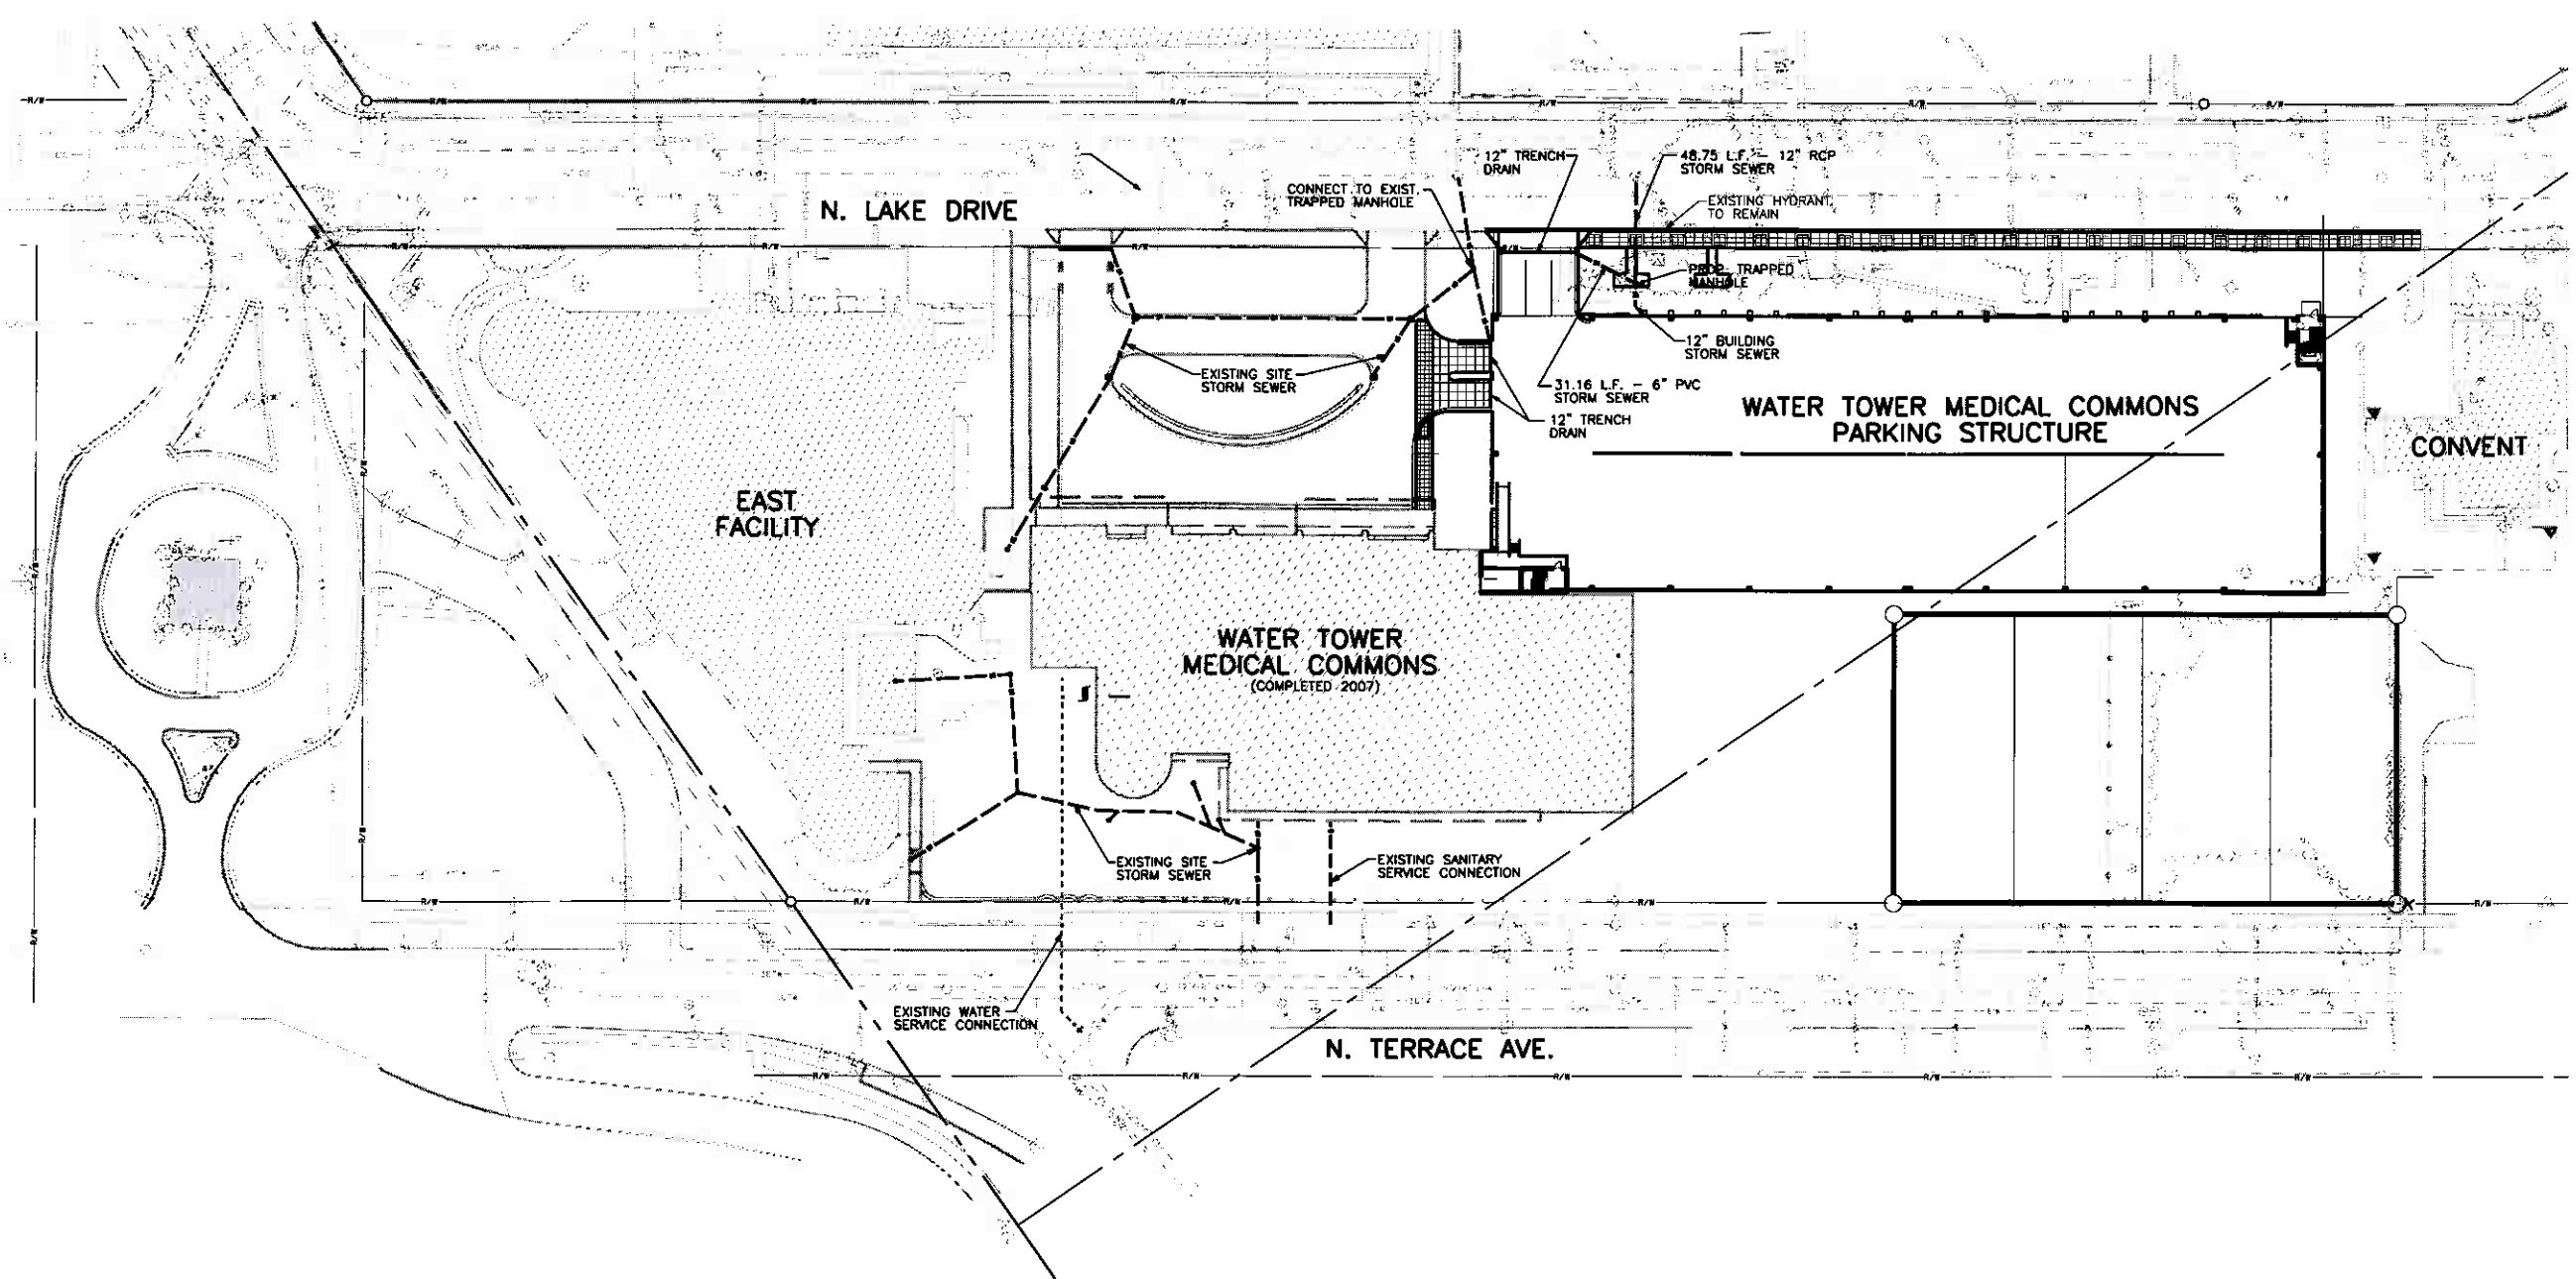 R/W
R/W
R/W
R/W
R/W
R/W
R/W
12" TRENCH
DRAIN
48.75 L.F. – 12" RCP
STORM SEWER
CONNECT TO EXIST.
TRAPPED MANHOLE
EXISTING HYDRANT
TO REMAIN
N. LAKE DRIVE
R/W
R/W
R/W
R/W
PROP. TRAPPED
MANHOLE
12" BUILDING
STORM SEWER
EXISTING SITE
STORM SEWER
31.16 L.F. – 6" PVC
STORM SEWER
12" TRENCH
DRAIN
WATER TOWER MEDICAL COMMONS
PARKING STRUCTURE
CONVENT
R/W
EAST
FACILITY
R/W
WATER TOWER
MEDICAL COMMONS
(COMPLETED 2007)
R/W
EXISTING SITE
STORM SEWER
EXISTING SANITARY
SERVICE CONNECTION
R/W
R/W
R/W
R/W
R/W
R/W
EXISTING WATER
SERVICE CONNECTION
N. TERRACE AVE.
R/W
R/W
R/W
R/W
R/W